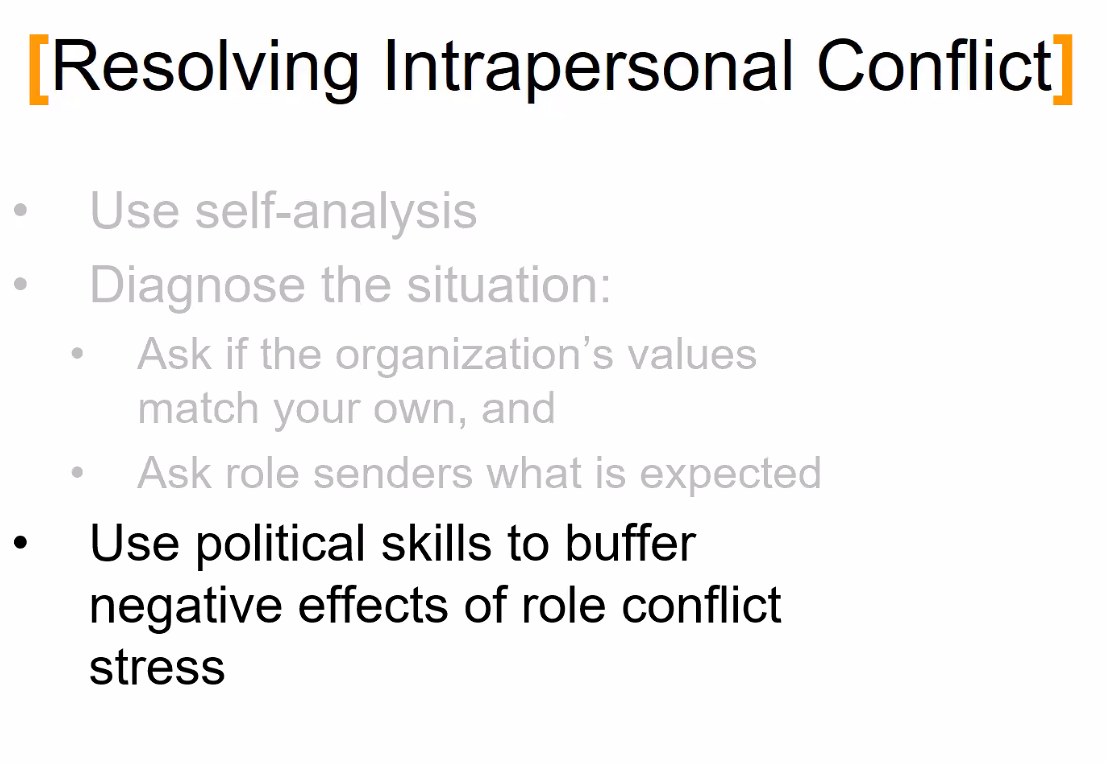 [Resolving Intrapersonal Conflict]
• Use self-analysis
• Diagnose the situation:
• Ask if the organization’s values
match your own, and
• Ask role senders what is expected
• Use political skills to buffer
negative effects of role conflict
stress